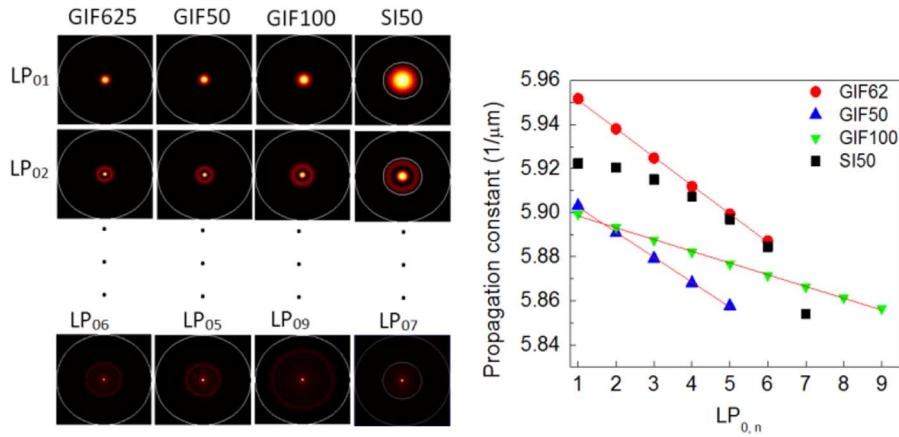 GIF625 GIF50 GIF100 SI50
LP01
LP02
LP06 LP05 LP09 LP07
Propagation constant (1/μm)
5.96
5.94
5.92
5.90
5.88
5.86
5.84
GIF62
GIF50
GIF100
SI50
1 2 3 4 5 6 7 8 9
LP0, n